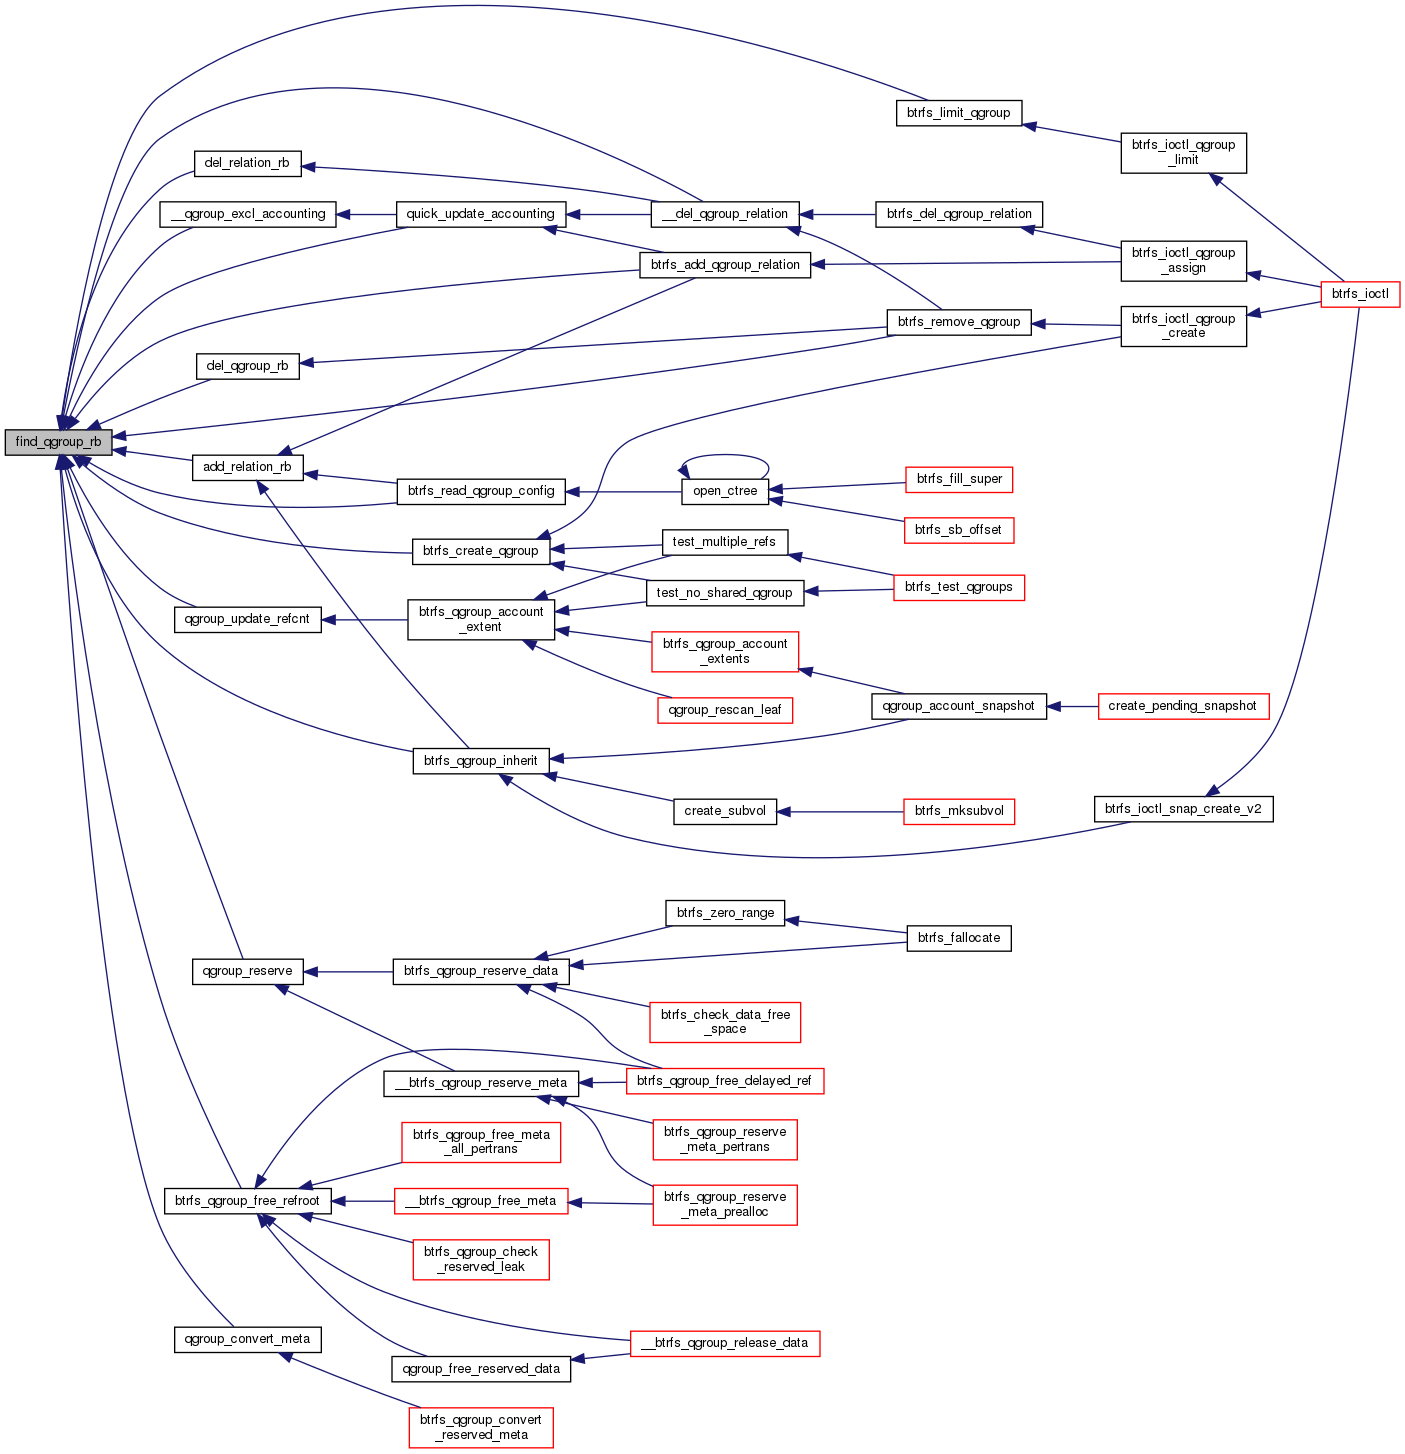 btrfs_limit_qgroup
btrfs_ioctl_qgroup
_limit
del_relation_rb
__qgroup_excl_accounting
quick_update_accounting
__del_qgroup_relation
btrfs_del_qgroup_relation
btrfs_add_qgroup_relation
btrfs_ioctl_qgroup
_assign
btrfs_ioctl
btrfs_remove_qgroup
btrfs_ioctl_qgroup
_create
del_qgroup_rb
find_qgroup_rb
add_relation_rb
btrfs_read_qgroup_config
open_ctree
btrfs_fill_super
btrfs_sb_offset
btrfs_create_qgroup
test_multiple_refs
btrfs_test_qgroups
test_no_shared_qgroup
qgroup_update_refcnt
btrfs_qgroup_account
_extent
btrfs_qgroup_account
_extents
qgroup_rescan_leaf
qgroup_account_snapshot
create_pending_snapshot
btrfs_qgroup_inherit
create_subvol
btrfs_mksubvol
btrfs_ioctl_snap_create_v2
btrfs_zero_range
btrfs_fallocate
qgroup_reserve
btrfs_qgroup_reserve_data
btrfs_check_data_free
_space
__btrfs_qgroup_reserve_meta
btrfs_qgroup_free_delayed_ref
btrfs_qgroup_reserve
_meta_pertrans
btrfs_qgroup_free_meta
_all_pertrans
btrfs_qgroup_free_refroot
__btrfs_qgroup_free_meta
btrfs_qgroup_reserve
_meta_prealloc
btrfs_qgroup_check
_reserved_leak
qgroup_convert_meta
__btrfs_qgroup_release_data
qgroup_free_reserved_data
btrfs_qgroup_convert
_reserved_meta